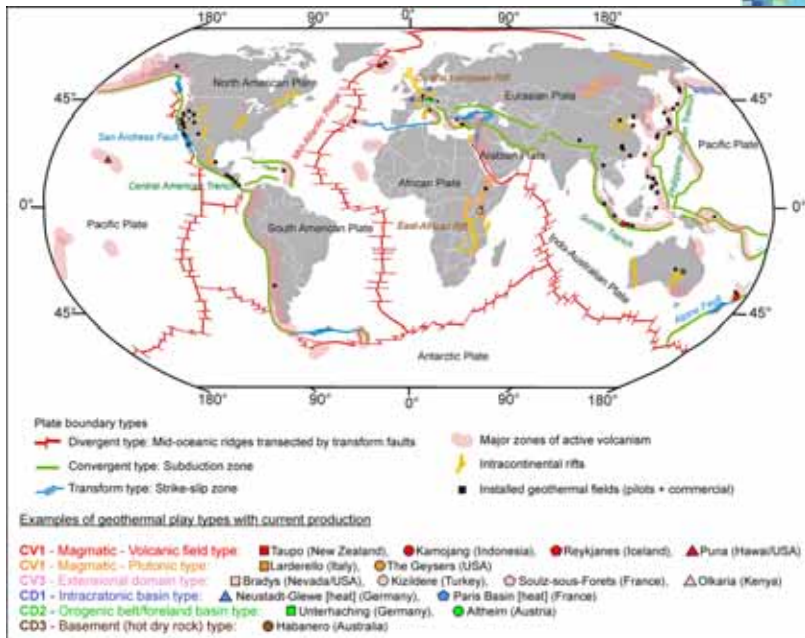 180° 90° 0° 90° 180°
North American Plate
Central European Rift
Eurasian Plate
45° 45°
San Andreas Fault
Mid-Atlantic Ridge
Arabian Plate
Pacific Plate
Central American Trench
African Plate
0° 0°
Pacific Plate
South American Plate
East-African Rift
Sunda Trench
Indo-Australian Plate
45° 45°
Alpine Fault
Antarctic Plate
180° 90° 0° 90° 180°
Plate boundary types
Divergent type: Mid-oceanic ridges transected by transform faults
Convergent type: Subduction zone
Transform type: Strike-slip zone
Major zones of active volcanism
Intracontinental rifts
Installed geothermal fields (pilots + commercial)
Examples of geothermal play types with current production
CV1 - Magmatic - Volcanic field type: Taupo (New Zealand), Kamojang (Indonesia), Reykjanes (Iceland), Puna (Hawai/USA)
CV1 - Magmatic - Plutonic type: Larderello (Italy), The Geysers (USA)
CV3 - Extensional domain type: Bradys (Nevada/USA), Kizildere (Turkey), Soulz-sous-Forets (France), Olkaria (Kenya)
CD1 - Intracratonic basin type: Neustadt-Glewe [heat] (Germany), Paris Basin [heat] (France)
CD2 - Orogenic belt/foreland basin type: Unterhaching (Germany), Altheim (Austria)
CD3 - Basement (hot dry rock) type: Habanero (Australia)